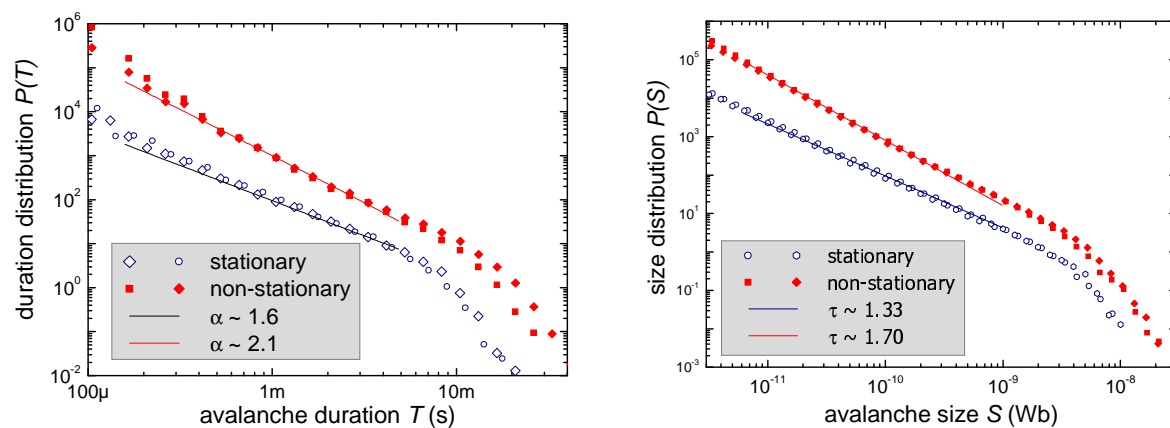 10^6
10^4
10^2
10^0
10^-2
duration distribution P(T)
stationary
non-stationary
α ~ 1.6
α ~ 2.1
100µ
1m
10m
avalanche duration T (s)
10^5
10^3
10^1
10^-1
10^-3
size distribution P(S)
stationary
non-stationary
τ ~ 1.33
τ ~ 1.70
10^-11
10^-10
10^-9
10^-8
avalanche size S (Wb)